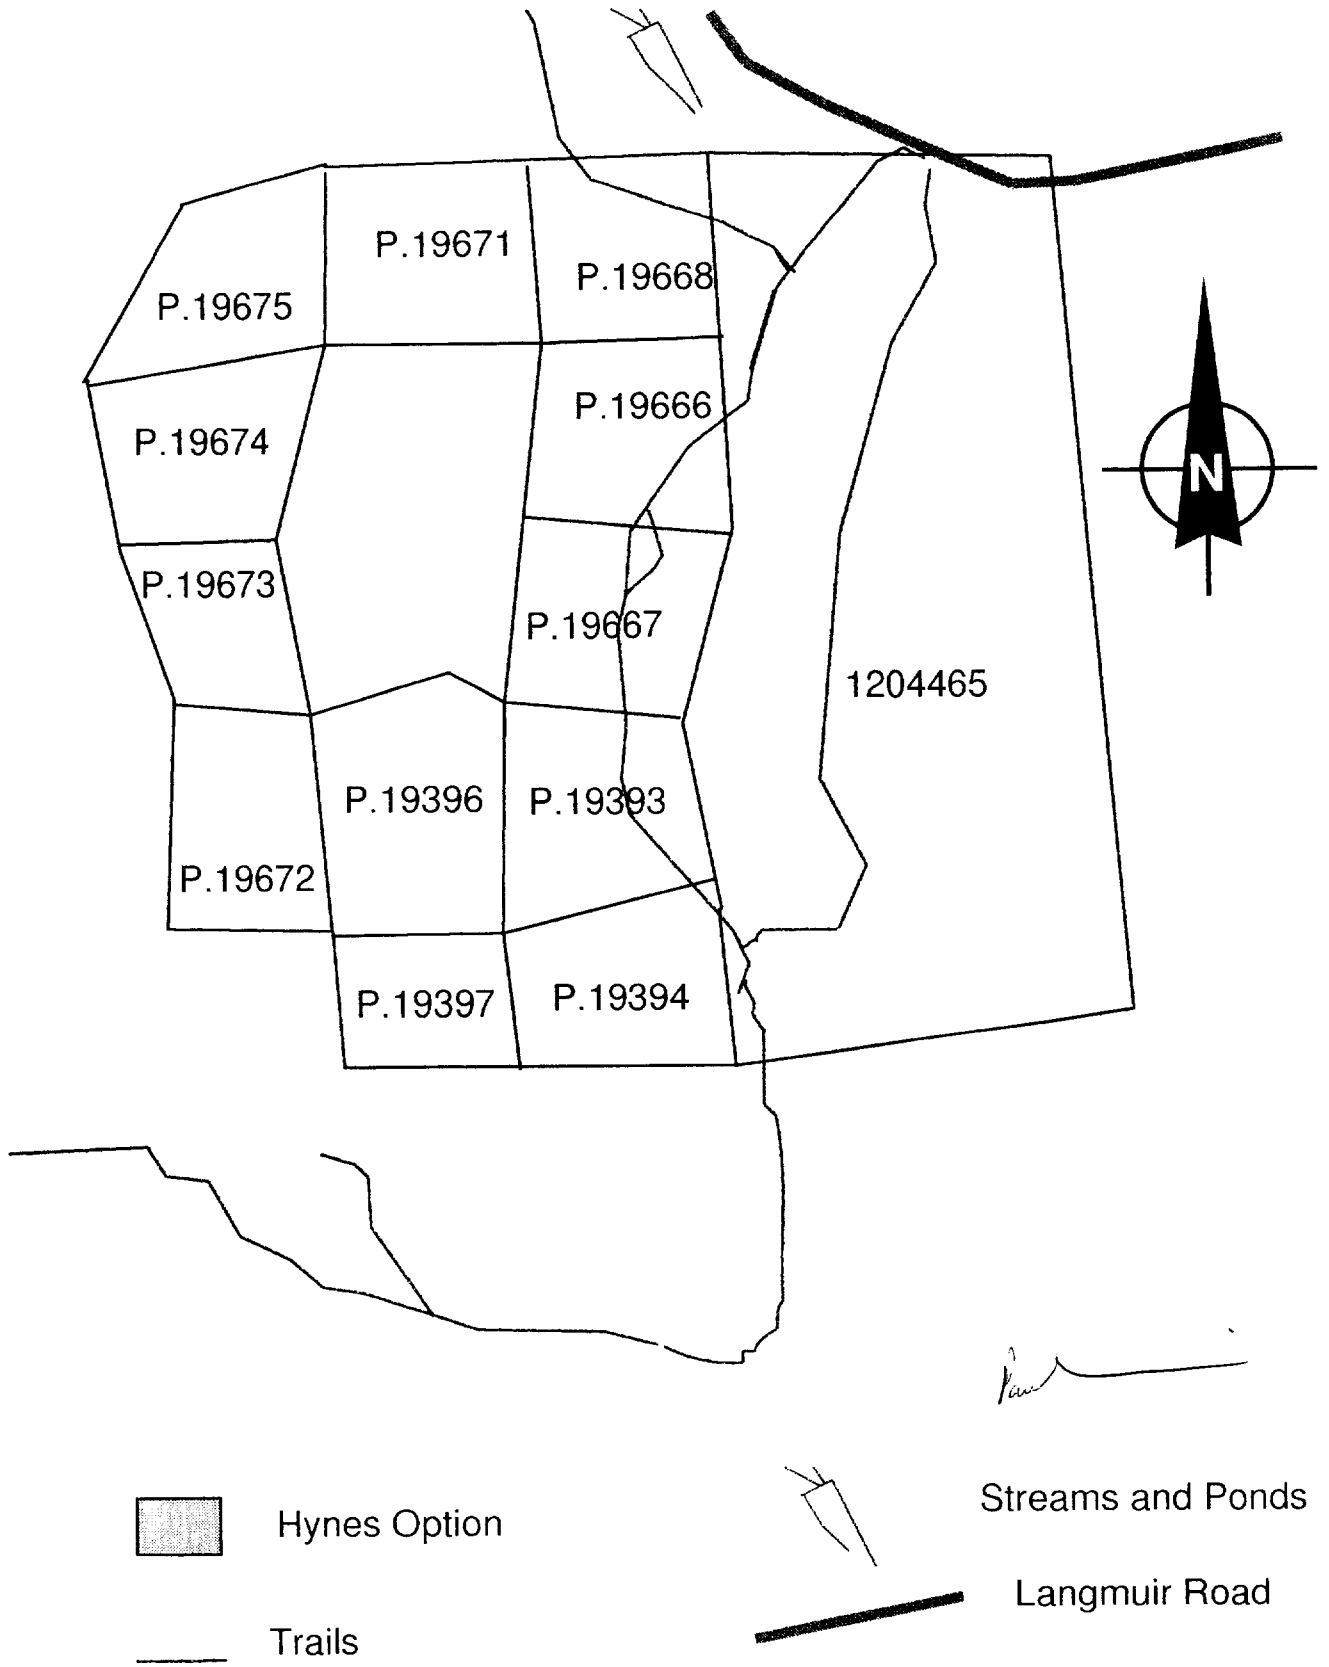 P.19671
P.19668
P.19675
P.19666
P.19674
N
P.19673
P.19667
1204465
P.19396
P.19393
P.19672
P.19397
P.19394
Streams and Ponds
Hynes Option
Langmuir Road
Trails